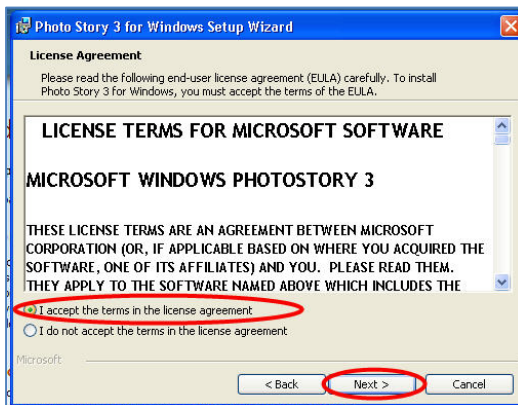 Photo Story 3 for Windows Setup Wizard
License Agreement
Please read the following end-user license agreement (EULA) carefully. To install
Photo Story 3 for Windows, you must accept the terms of the EULA.
LICENSE TERMS FOR MICROSOFT SOFTWARE
MICROSOFT WINDOWS PHOTOSTORY 3
THESE LICENSE TERMS ARE AN AGREEMENT BETWEEN MICROSOFT
CORPORATION (OR, IF APPLICABLE BASED ON WHERE YOU ACQUIRED THE
SOFTWARE, ONE OF ITS AFFILIATES) AND YOU. PLEASE READ THEM.
THEY APPLY TO THE SOFTWARE NAMED ABOVE WHICH INCLUDES THE
I accept the terms in the license agreement
I do not accept the terms in the license agreement
Microsoft
< Back
Next >
Cancel